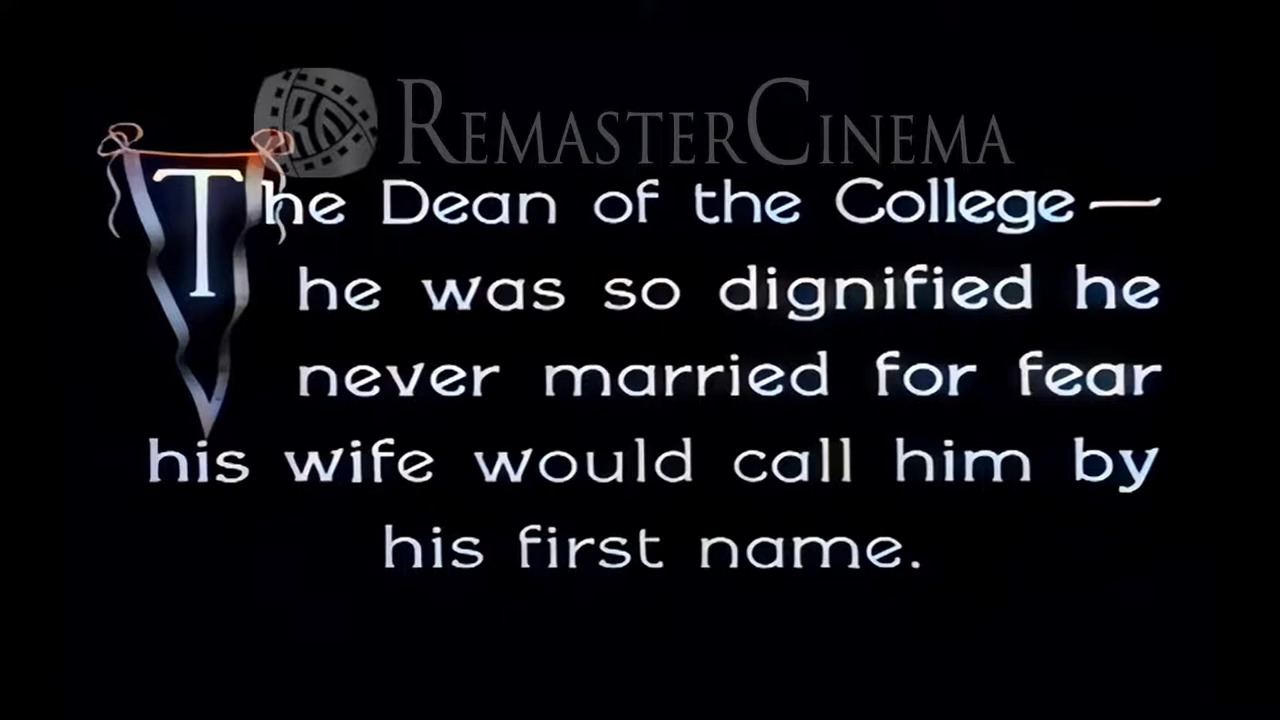 REMASTERCINEMA
The Dean of the College—
he was so dignified he
never married for fear
his wife would call him by
his first name.